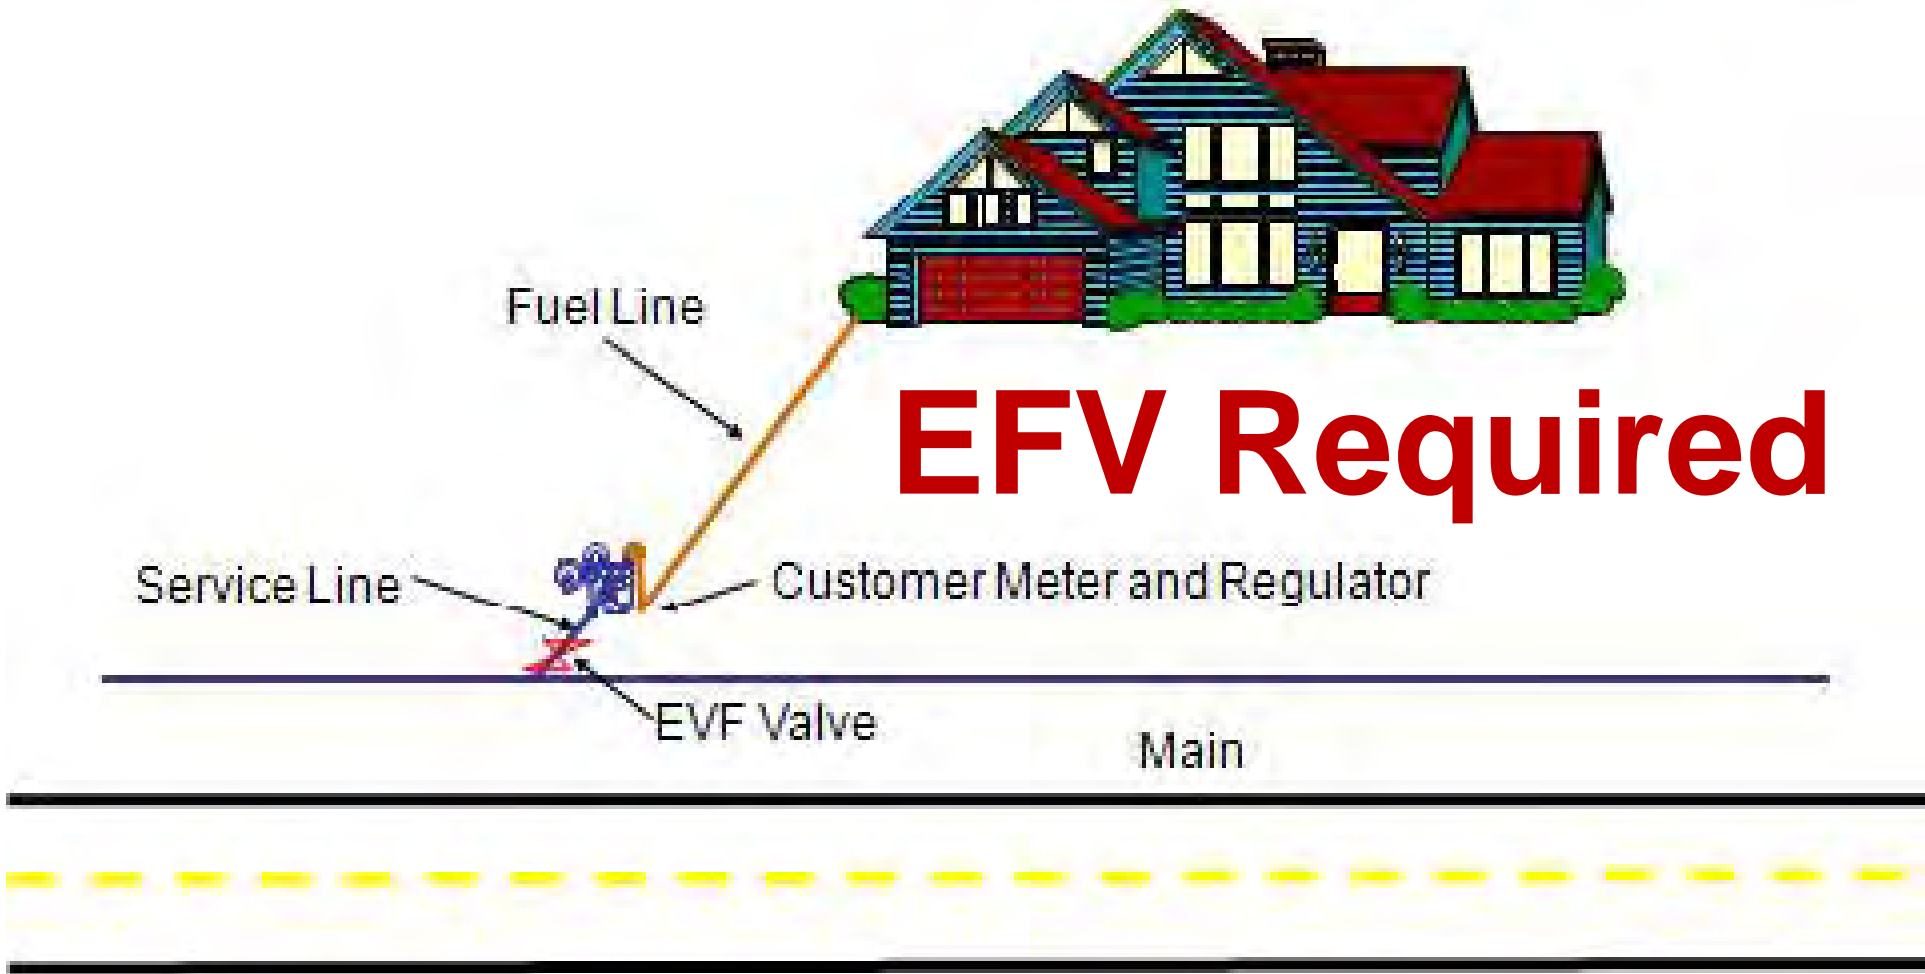 Fuel Line
EFV Required
Service Line
Customer Meter and Regulator
EVF Valve
Main